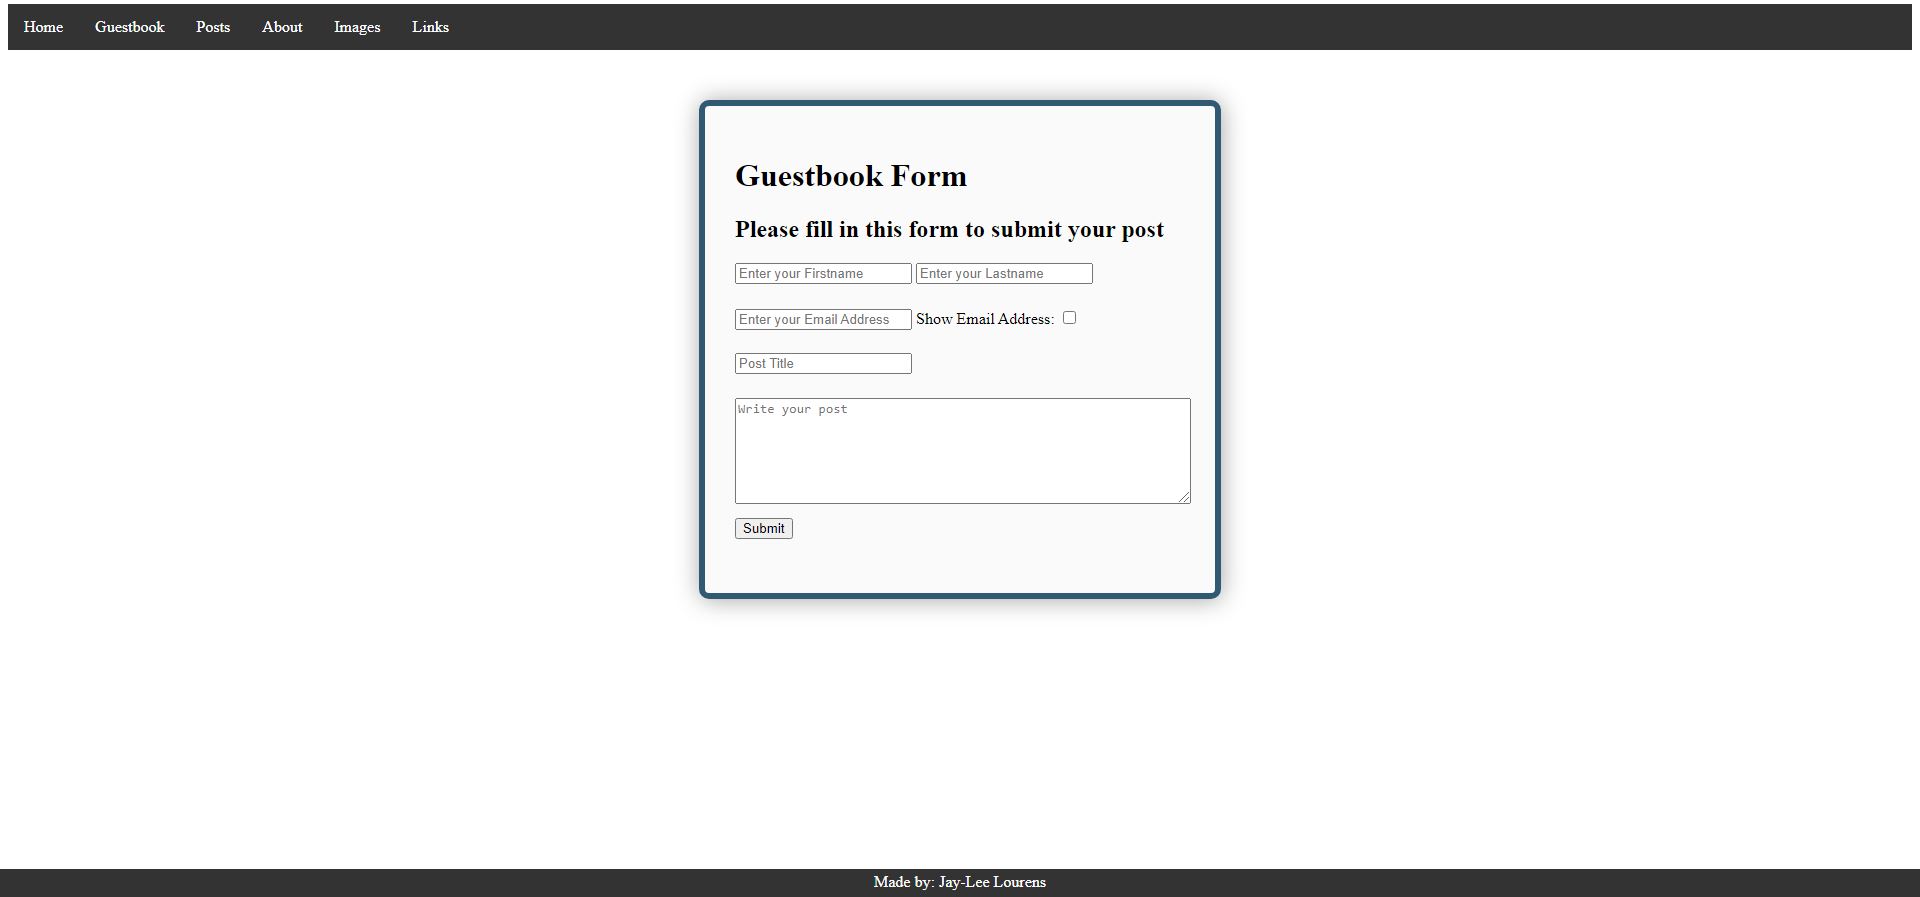 Home Guestbook Posts About Images Links
Guestbook Form
Please fill in this form to submit your post
Enter your Firstname Enter your Lastname
Enter your Email Address Show Email Address:
Post Title
Write your post
Submit
Made by: Jay-Lee Lourens